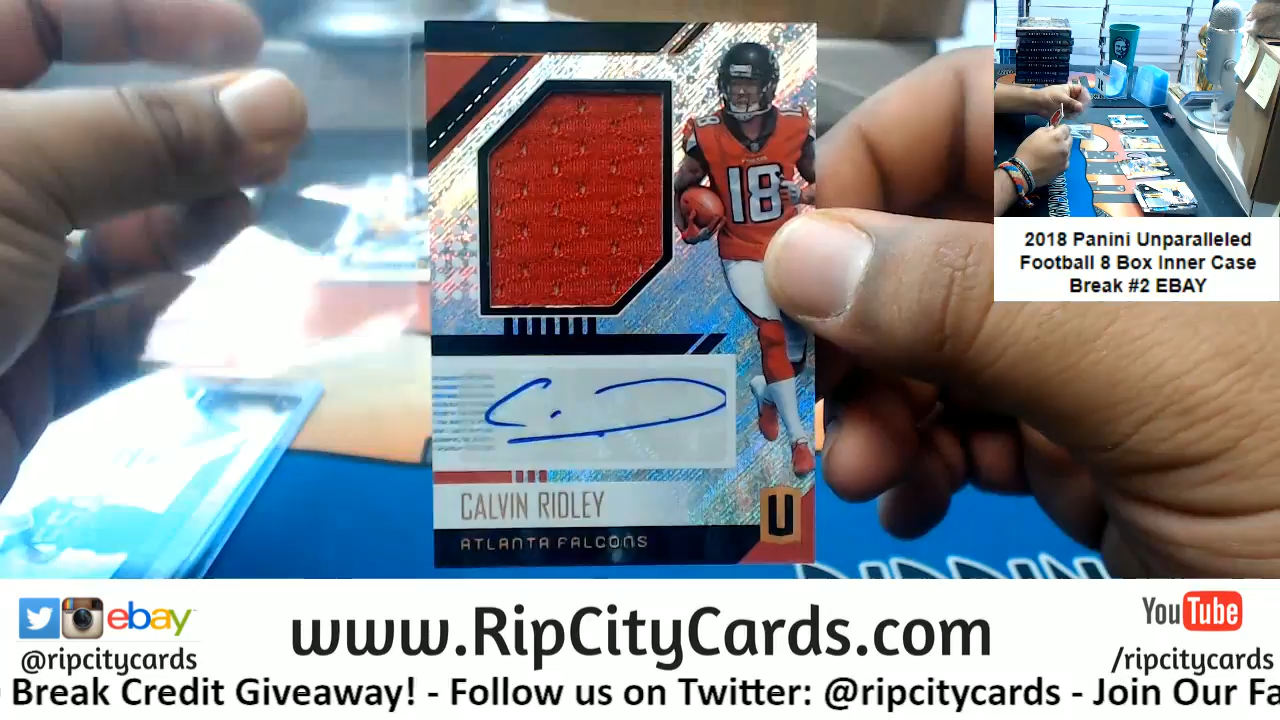 18
18
CALVIN RIDLEY
ATLANTA FALCONS
U
2018 Panini Unparalleled
Football 8 Box Inner Case
Break #2 EBAY
ebay
@ripcitycards
www.RipCityCards.com
YouTube
/ripcitycards
Break Credit Giveaway! - Follow us on Twitter: @ripcitycards - Join Our Fa